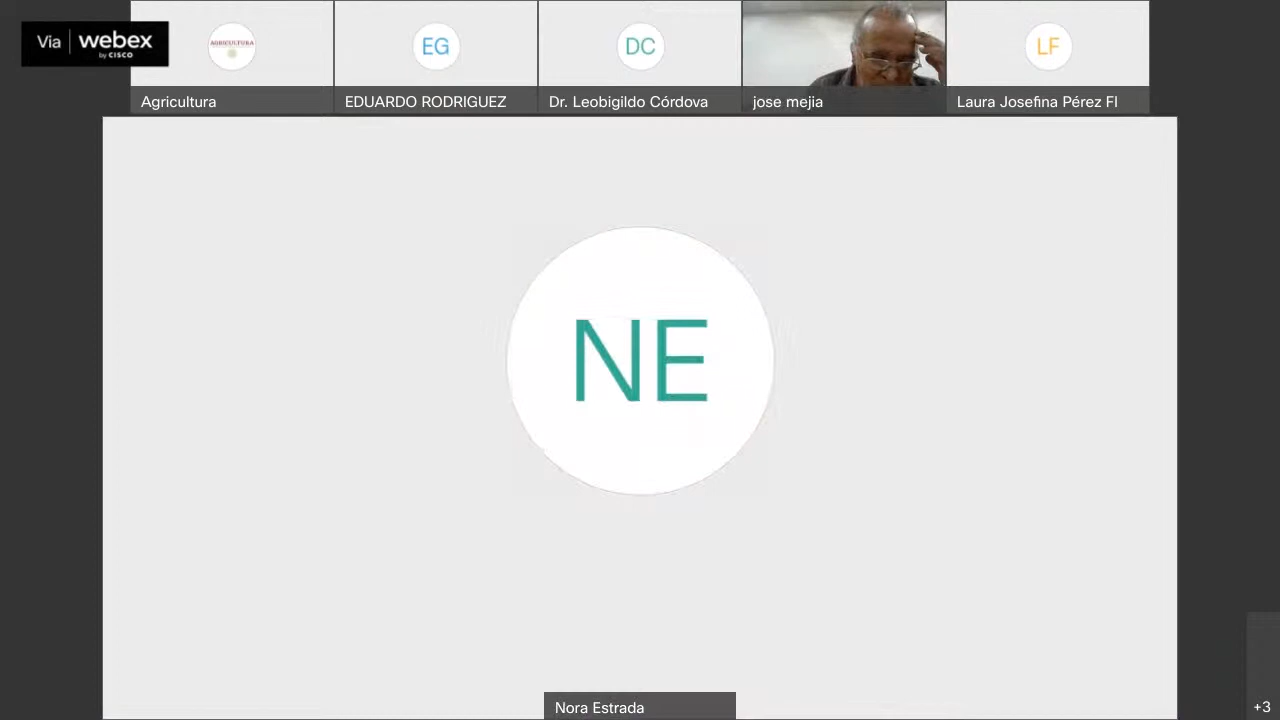 Via webex
by CISCO
AGRICULTURA
EG
DC
LF
Agricultura
EDUARDO RODRIGUEZ
Dr. Leobigildo Córdova
jose mejia
Laura Josefina Pérez Fl
NE
Nora Estrada
+3